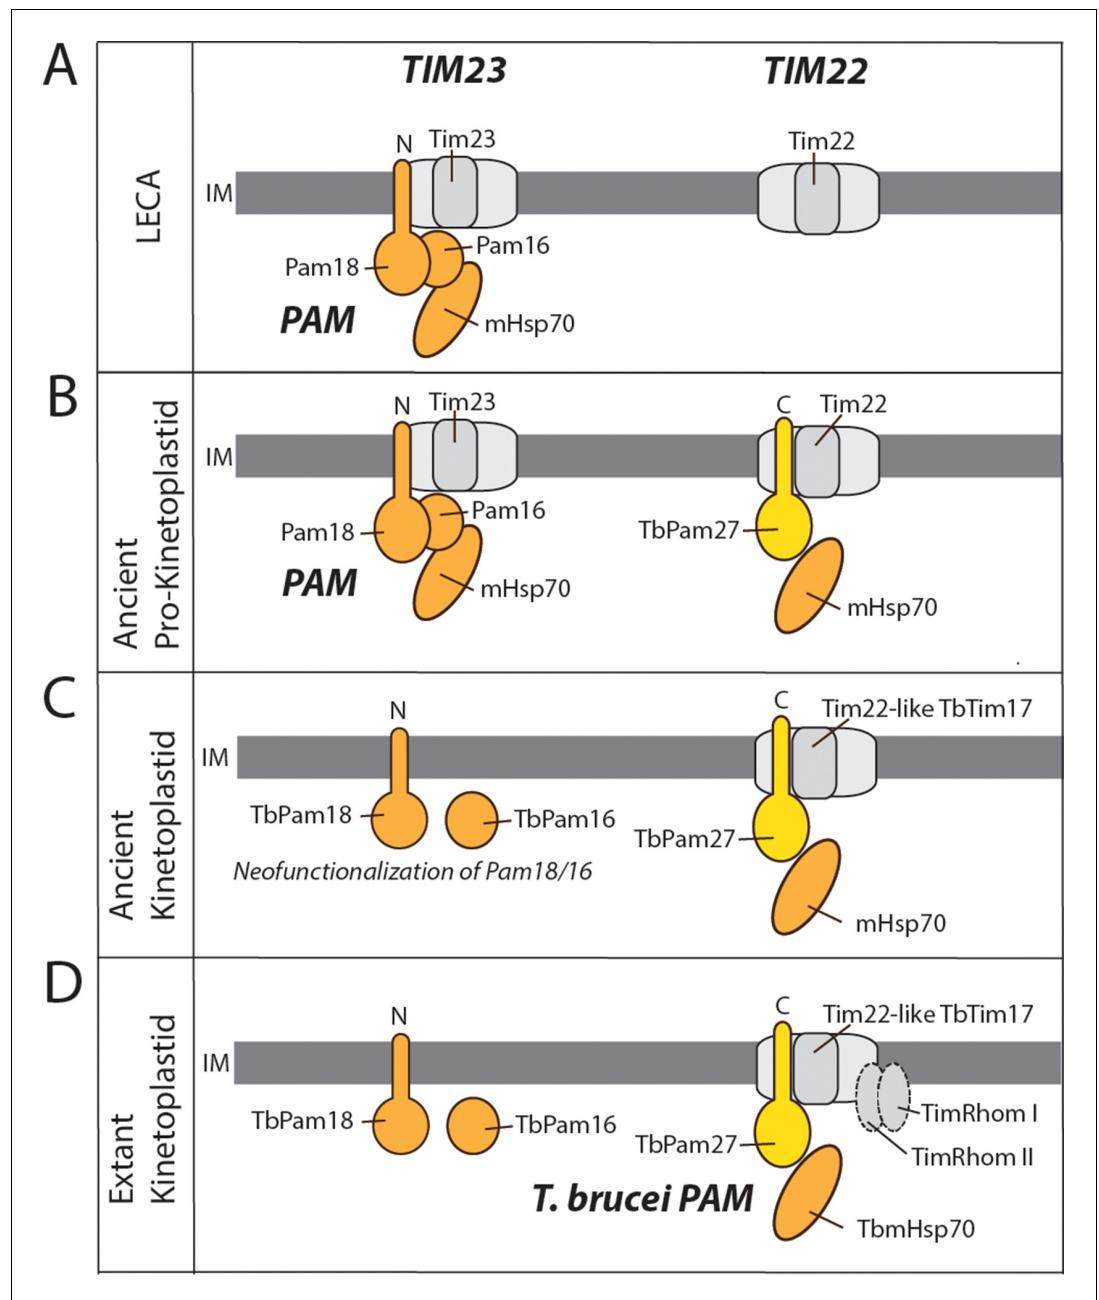 A
TIM23
TIM22
LECA
IM
N
Tim23
Tim22
Pam16
Pam18
PAM
mHsp70
B
Ancient
Pro-Kinetoplastid
IM
N
Tim23
C
Tim22
Pam16
Pam18
TbPam27
PAM
mHsp70
mHsp70
C
Ancient
Kinetoplastid
IM
N
C
Tim22-like TbTim17
TbPam18
TbPam16
TbPam27
Neofunctionalization of Pam18/16
mHsp70
D
Extant
Kinetoplastid
IM
N
C
Tim22-like TbTim17
TbPam18
TbPam16
TimRhom I
TbPam27
TimRhom II
T. brucei PAM
TbmHsp70